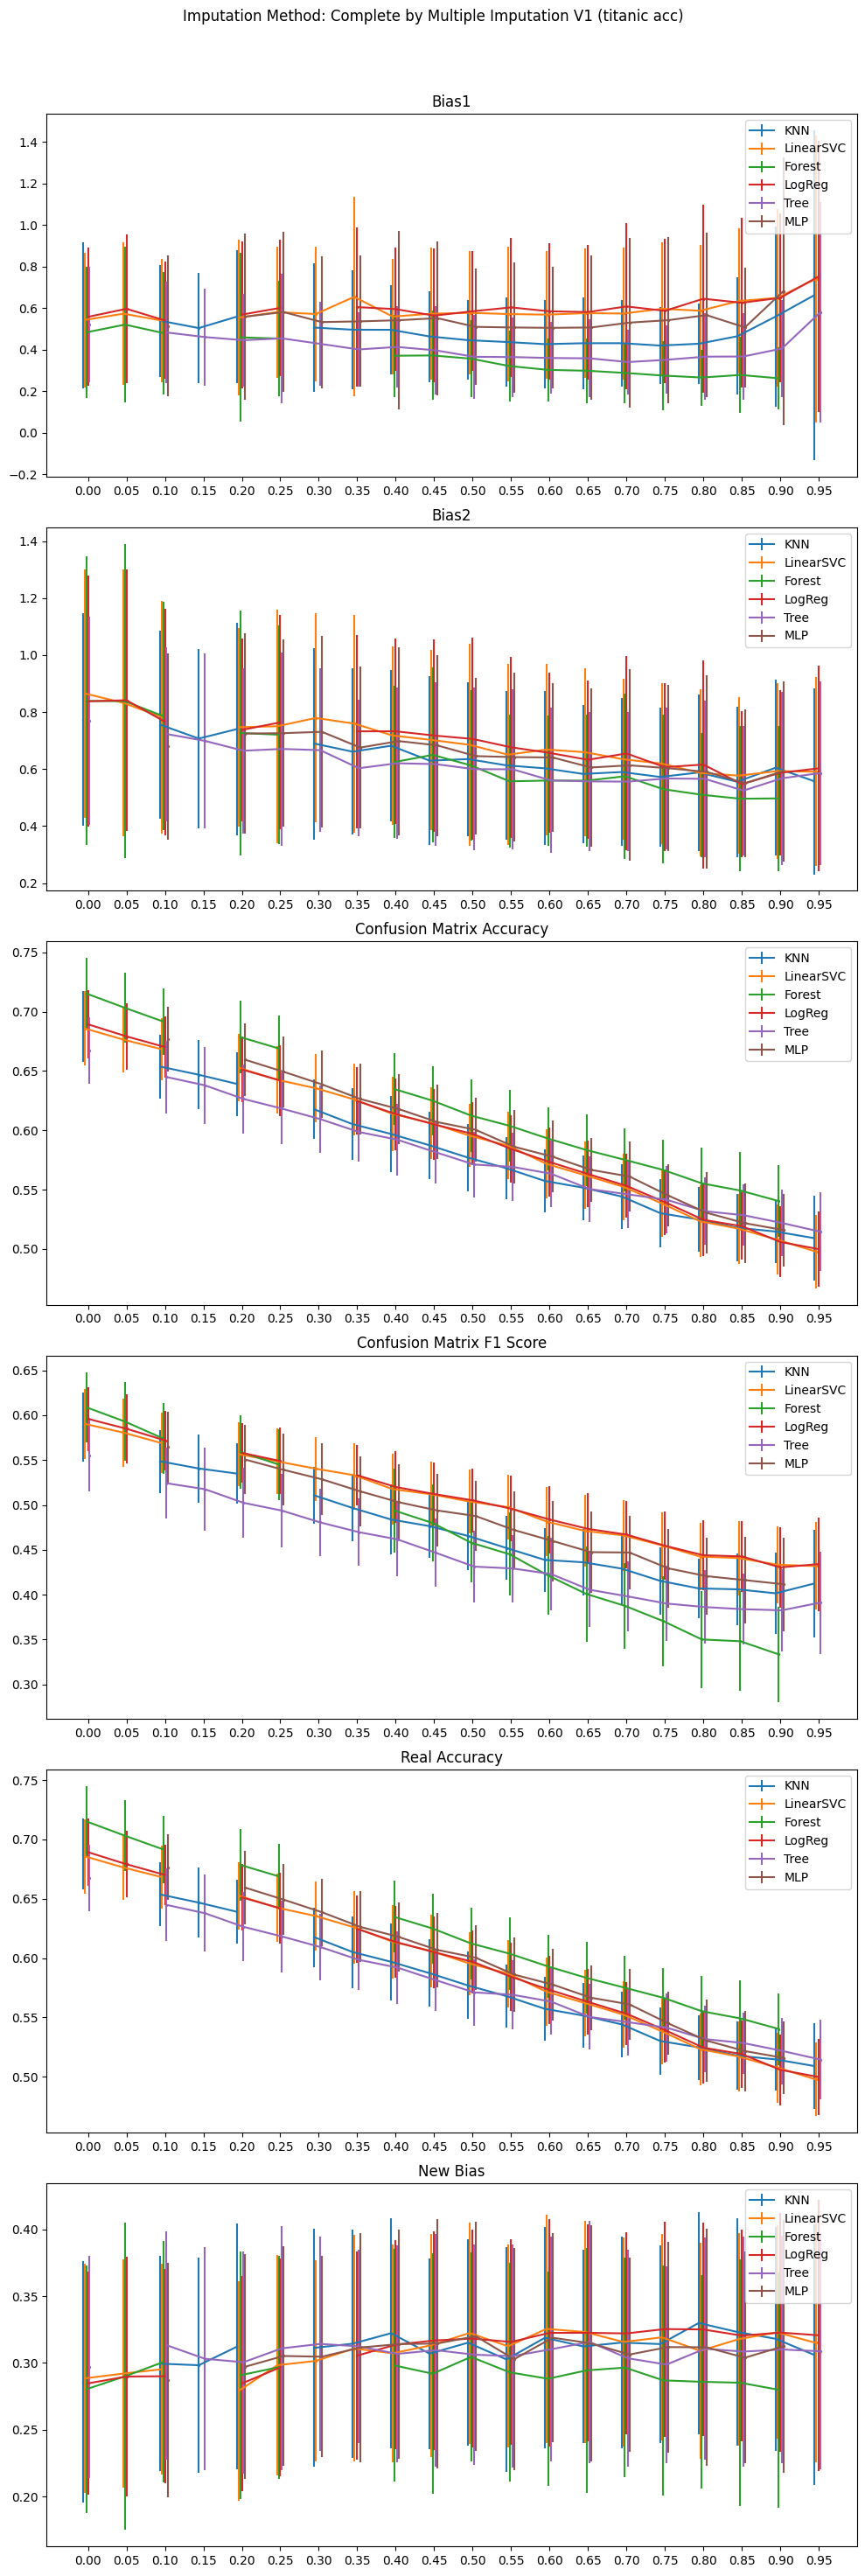 Imputation Method: Complete by Multiple Imputation V1 (titanic acc)
Bias1
1.4
1.2
1.0
0.8
0.6
0.4
0.2
0.0
−0.2
KNN
LinearSVC
Forest
LogReg
Tree
MLP
0.00 0.05 0.10 0.15 0.20 0.25 0.30 0.35 0.40 0.45 0.50 0.55 0.60 0.65 0.70 0.75 0.80 0.85 0.90 0.95
Bias2
1.4
1.2
1.0
0.8
0.6
0.4
0.2
KNN
LinearSVC
Forest
LogReg
Tree
MLP
0.00 0.05 0.10 0.15 0.20 0.25 0.30 0.35 0.40 0.45 0.50 0.55 0.60 0.65 0.70 0.75 0.80 0.85 0.90 0.95
Confusion Matrix Accuracy
0.75
0.70
0.65
0.60
0.55
0.50
KNN
LinearSVC
Forest
LogReg
Tree
MLP
0.00 0.05 0.10 0.15 0.20 0.25 0.30 0.35 0.40 0.45 0.50 0.55 0.60 0.65 0.70 0.75 0.80 0.85 0.90 0.95
Confusion Matrix F1 Score
0.65
0.60
0.55
0.50
0.45
0.40
0.35
0.30
KNN
LinearSVC
Forest
LogReg
Tree
MLP
0.00 0.05 0.10 0.15 0.20 0.25 0.30 0.35 0.40 0.45 0.50 0.55 0.60 0.65 0.70 0.75 0.80 0.85 0.90 0.95
Real Accuracy
0.75
0.70
0.65
0.60
0.55
0.50
KNN
LinearSVC
Forest
LogReg
Tree
MLP
0.00 0.05 0.10 0.15 0.20 0.25 0.30 0.35 0.40 0.45 0.50 0.55 0.60 0.65 0.70 0.75 0.80 0.85 0.90 0.95
New Bias
0.40
0.35
0.30
0.25
0.20
KNN
LinearSVC
Forest
LogReg
Tree
MLP
0.00 0.05 0.10 0.15 0.20 0.25 0.30 0.35 0.40 0.45 0.50 0.55 0.60 0.65 0.70 0.75 0.80 0.85 0.90 0.95